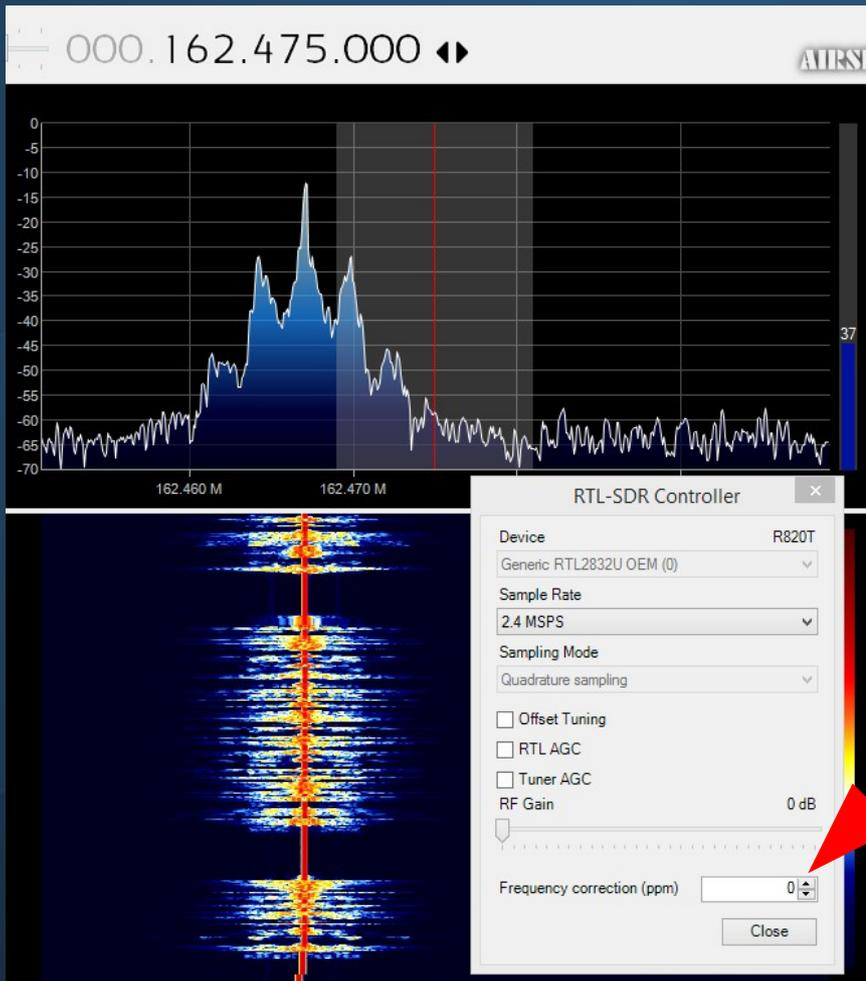 000.162.475.000
0
-5
-10
-15
-20
-25
-30
-35
-40
-45
-50
-55
-60
-65
-70
37
162.460 M 162.470 M
RTL-SDR Controller
Device R820T
Generic RTL2832U OEM (0)
Sample Rate
2.4 MSPS
Sampling Mode
Quadrature sampling
Offset Tuning
RTL AGC
Tuner AGC
RF Gain 0 dB
Frequency correction (ppm) 0
Close